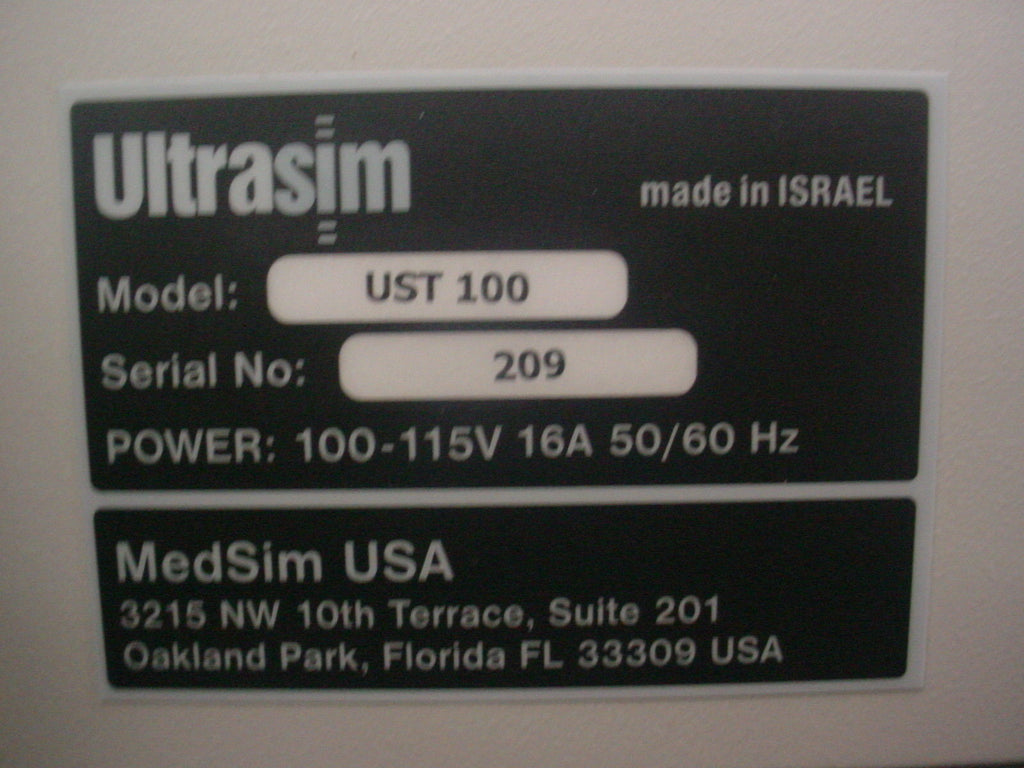 Ultrasim
made in ISRAEL
Model: UST 100
Serial No: 209
POWER: 100-115V 16A 50/60 Hz
MedSim USA
3215 NW 10th Terrace, Suite 201
Oakland Park, Florida FL 33309 USA